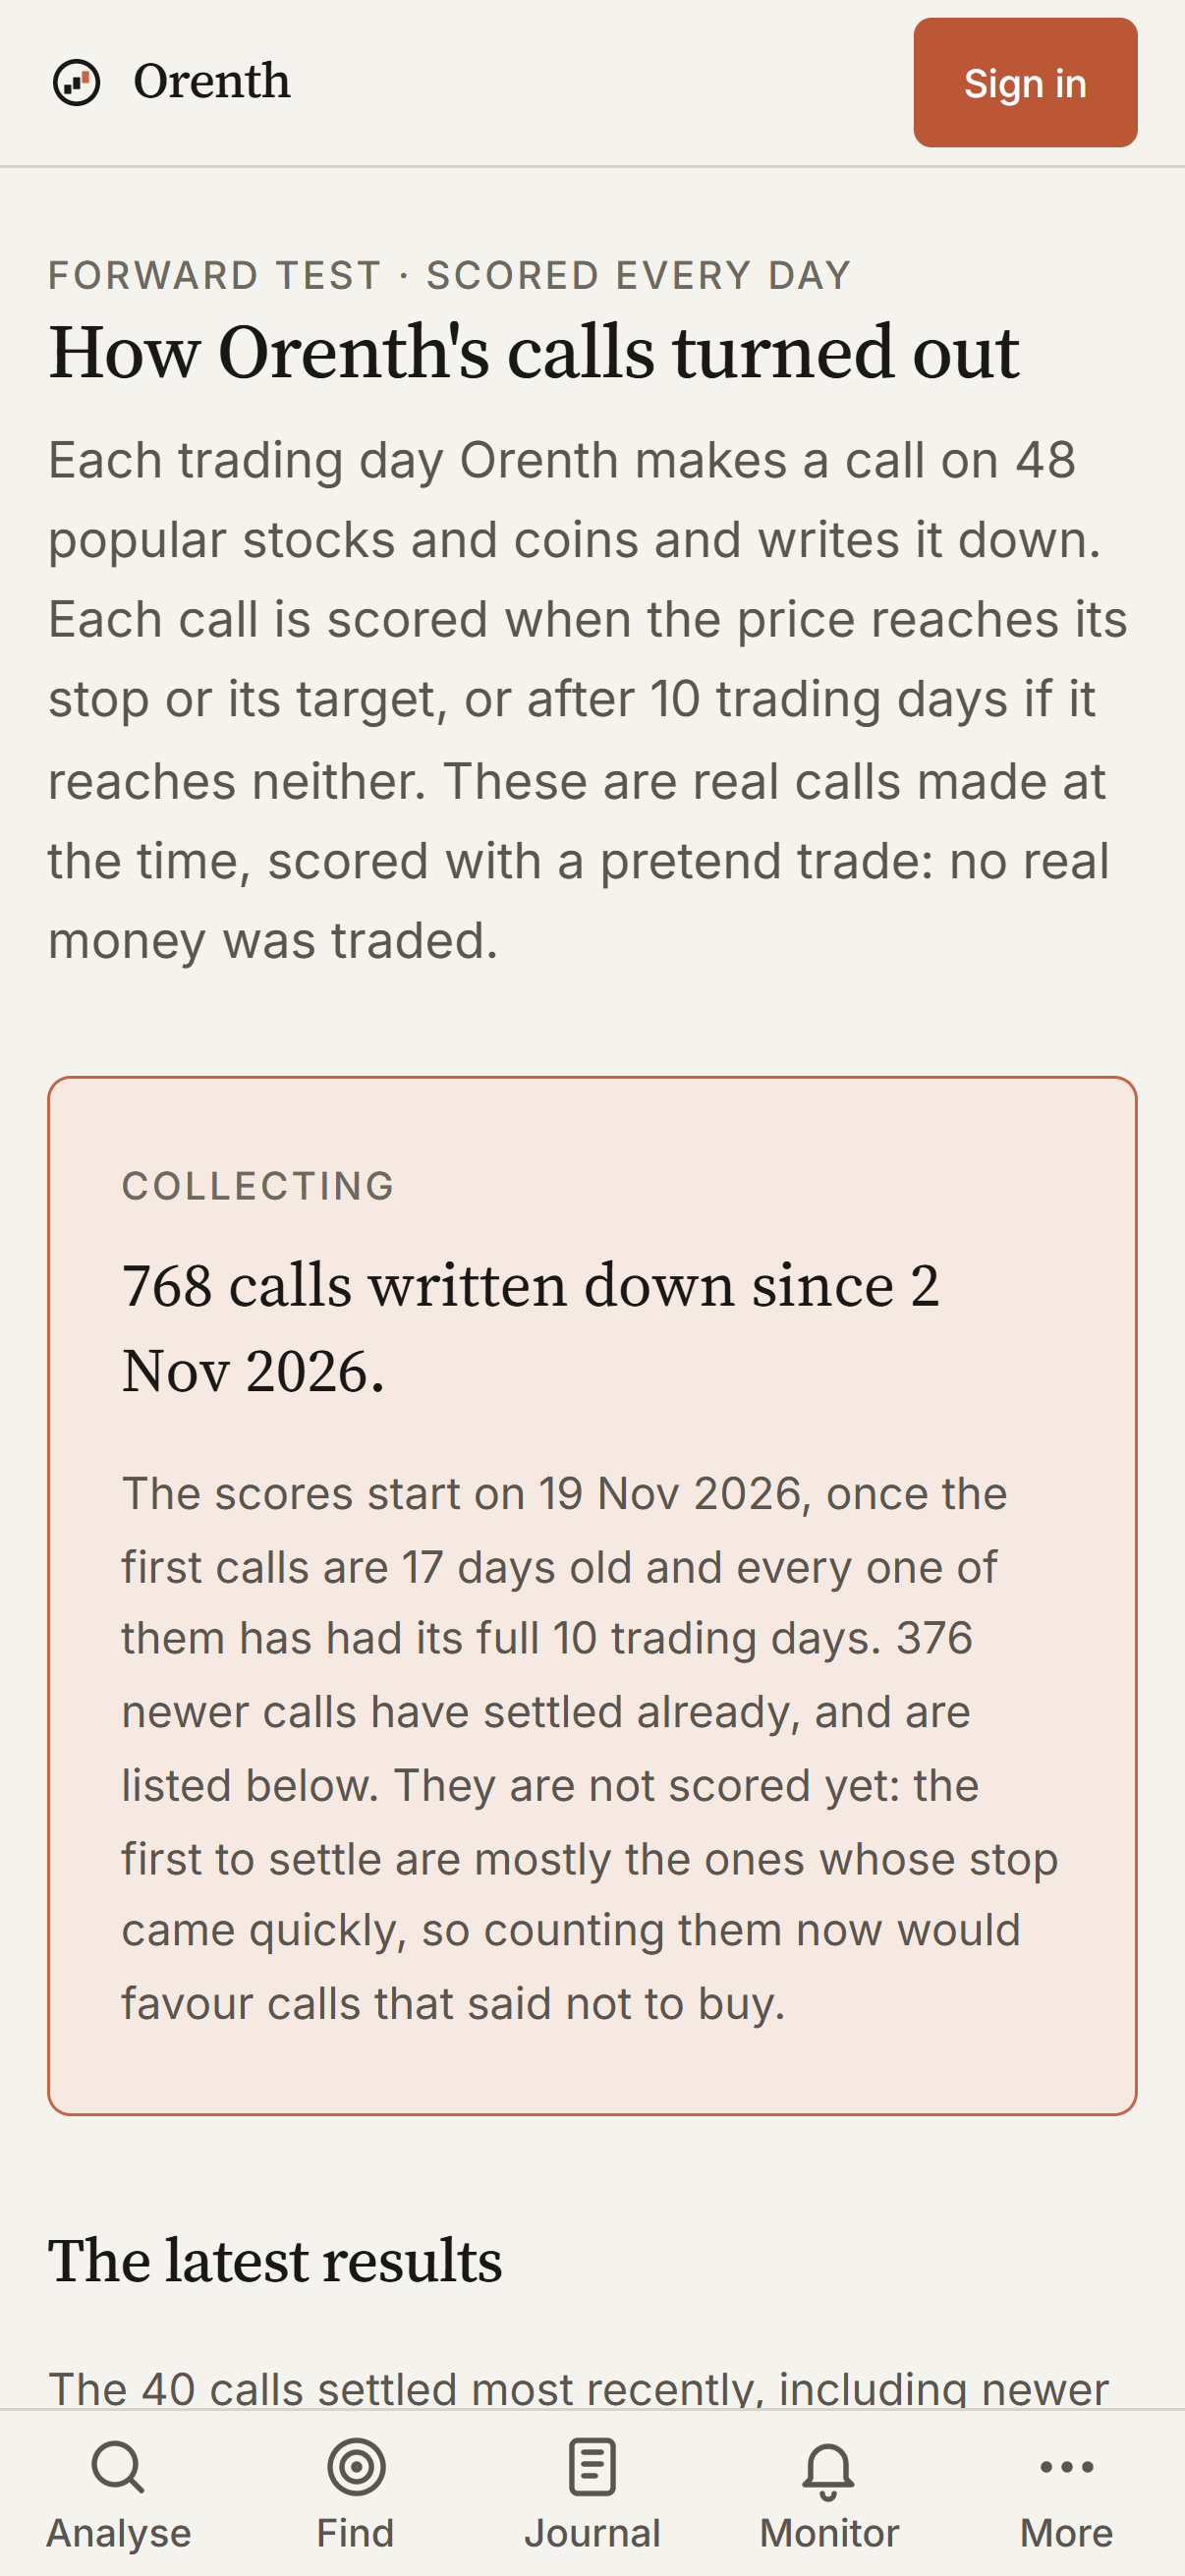 Orenth
Sign in
FORWARD TEST · SCORED EVERY DAY
How Orenth's calls turned out
Each trading day Orenth makes a call on 48
popular stocks and coins and writes it down.
Each call is scored when the price reaches its
stop or its target, or after 10 trading days if it
reaches neither. These are real calls made at
the time, scored with a pretend trade: no real
money was traded.
COLLECTING
768 calls written down since 2
Nov 2026.
The scores start on 19 Nov 2026, once the
first calls are 17 days old and every one of
them has had its full 10 trading days. 376
newer calls have settled already, and are
listed below. They are not scored yet: the
first to settle are mostly the ones whose stop
came quickly, so counting them now would
favour calls that said not to buy.
The latest results
The 40 calls settled most recently, including newer
Analyse
Find
Journal
Monitor
More